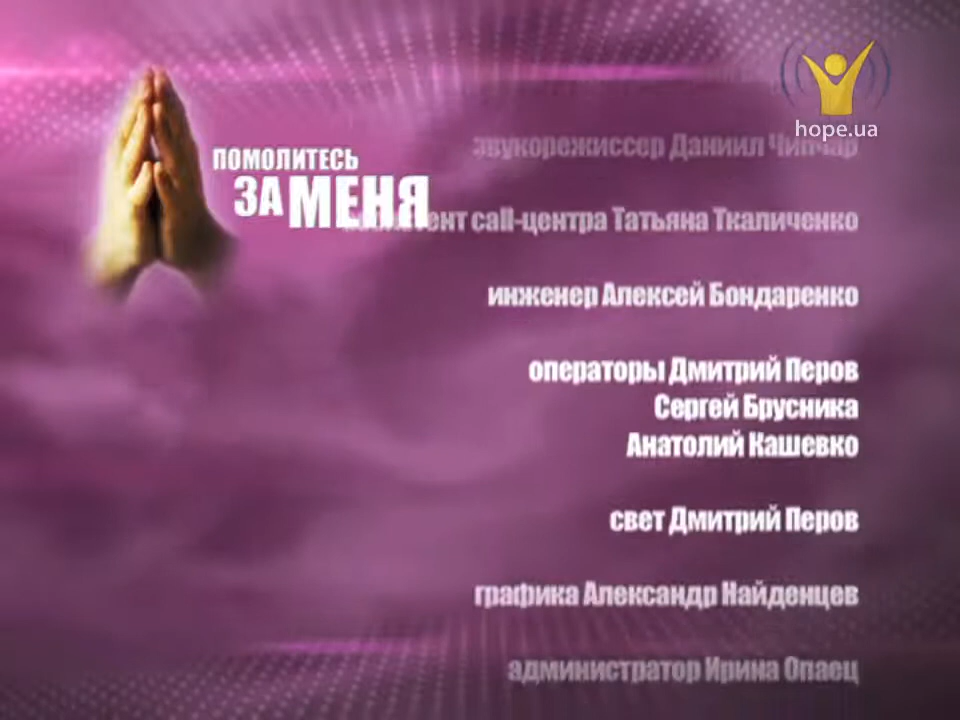 hope.ua
ПОМОЛИТЕСЬ
ЗА МЕНЯ
звукорежиссер Даниил
call-центра Татьяна Ткаличенко
инженер Алексей Бондаренко
операторы Дмитрий Перов
Сергей Брусника
Анатолий Кашевко
свет Дмитрий Перов
графика Александр Найденцев
администратор Ирина Опаец